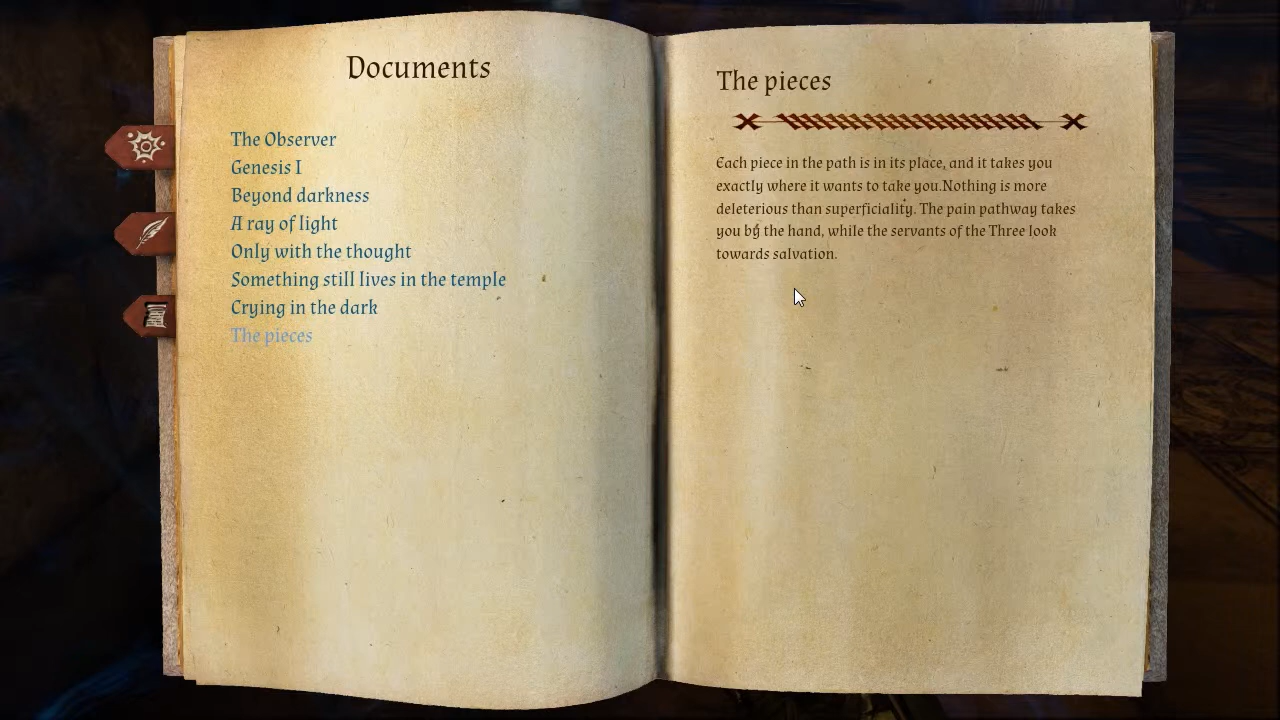 Documents
The Observer
Genesis I
Beyond darkness
A ray of light
Only with the thought
Something still lives in the temple
Crying in the dark
The pieces
The pieces
Each piece in the path is in its place, and it takes you
exactly where it wants to take you.Nothing is more
deleterious than superficiality. The pain pathway takes
you by the hand, while the servants of the Three look
towards salvation.